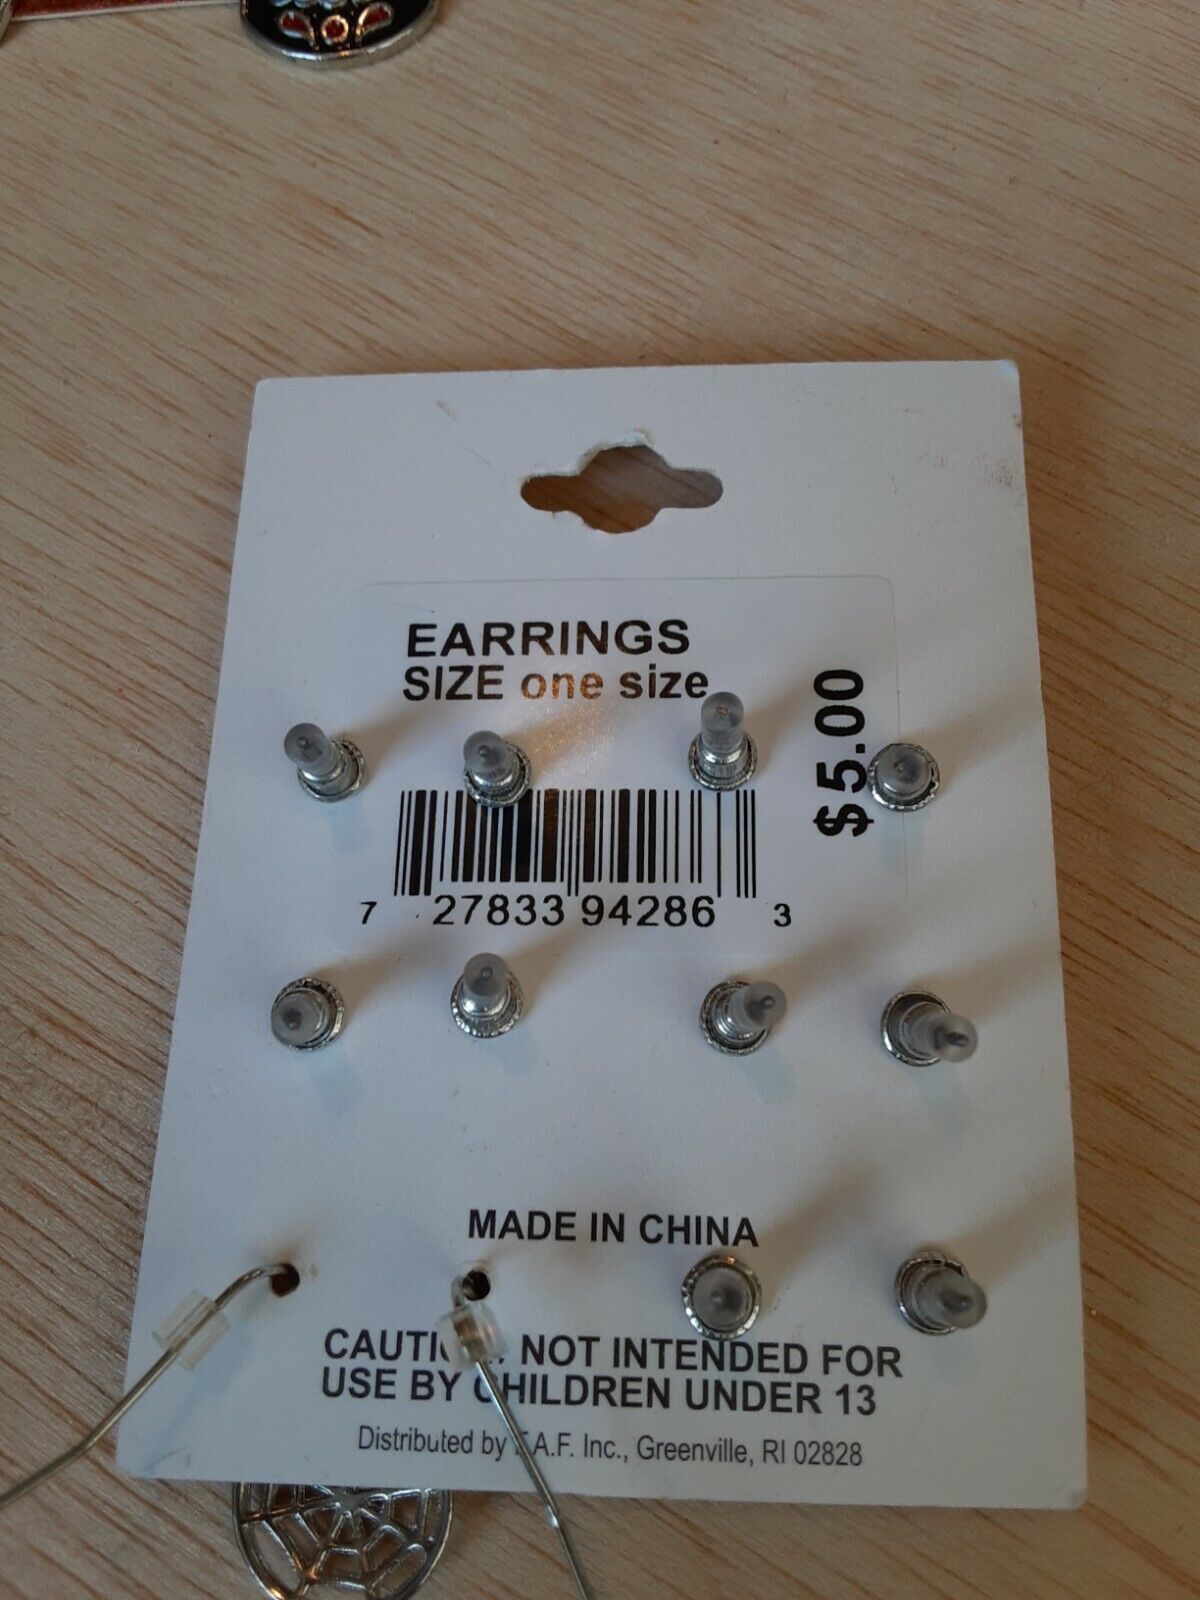 EARRINGS
SIZE one size
$5.00
7 27833 94286 3
MADE IN CHINA
NOT INTENDED FOR
USE BY CHILDREN UNDER 13
Distributed by F.A.F. Inc., Greenville, RI 02828